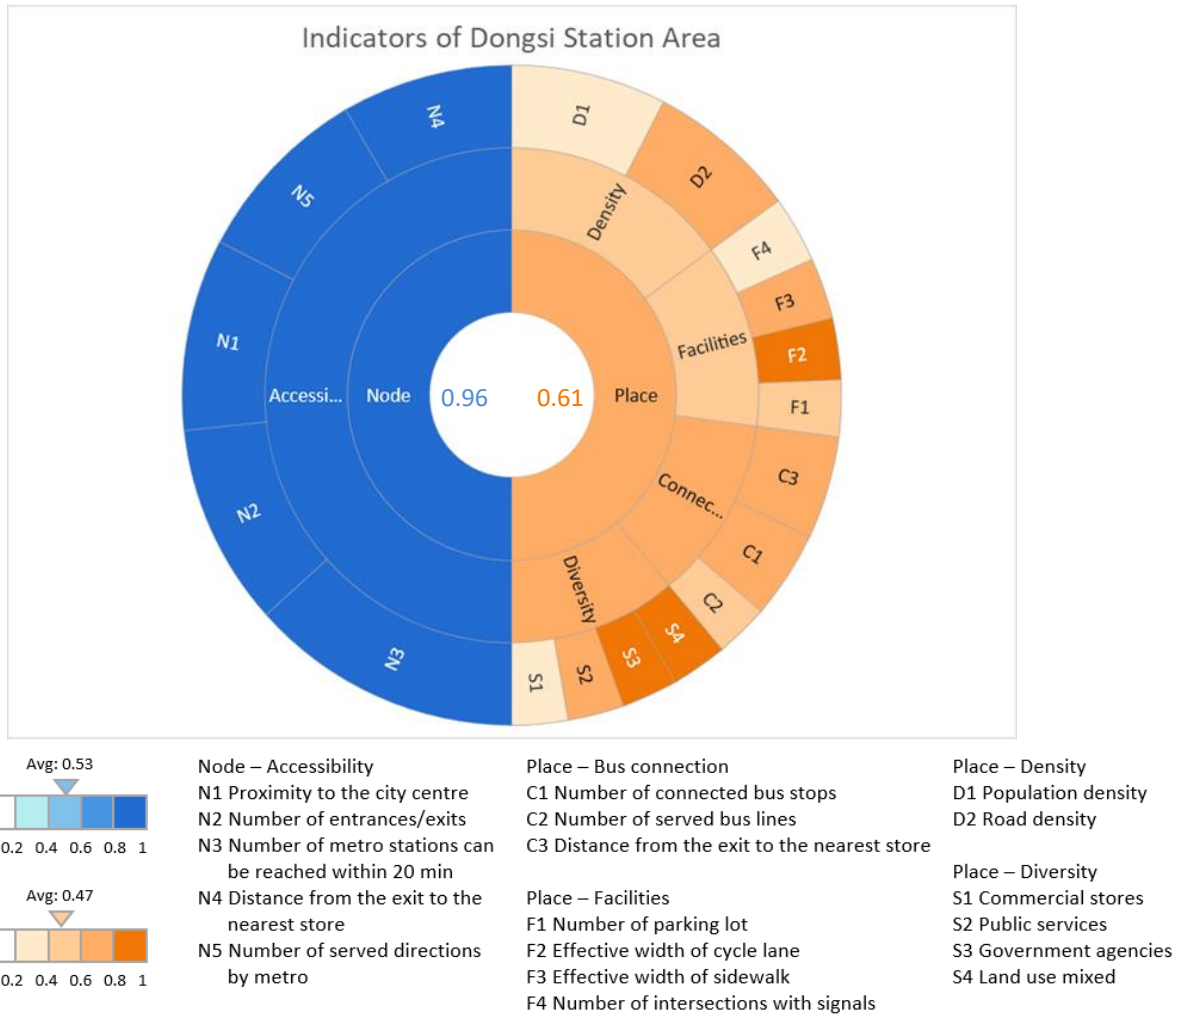 Indicators of Dongsi Station Area
N4
D1
N5
D2
Density
F4
F3
N1
Facilities
F2
Accessi...
Node
0.96
0.61
Place
F1
C3
Connec...
N2
C1
Diversity
C2
S4
N3
S3
S2
S1
Avg: 0.53
0.2 0.4 0.6 0.8 1
Avg: 0.47
0.2 0.4 0.6 0.8 1
Node – Accessibility
N1 Proximity to the city centre
N2 Number of entrances/exits
N3 Number of metro stations can
be reached within 20 min
N4 Distance from the exit to the
nearest store
N5 Number of served directions
by metro
Place – Bus connection
C1 Number of connected bus stops
C2 Number of served bus lines
C3 Distance from the exit to the nearest store
Place – Facilities
F1 Number of parking lot
F2 Effective width of cycle lane
F3 Effective width of sidewalk
F4 Number of intersections with signals
Place – Density
D1 Population density
D2 Road density
Place – Diversity
S1 Commercial stores
S2 Public services
S3 Government agencies
S4 Land use mixed